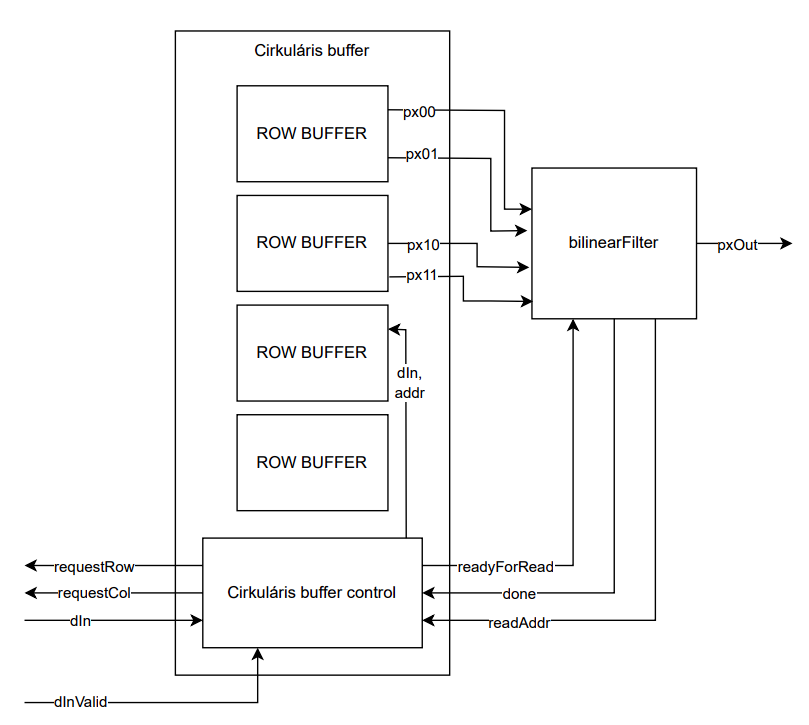 Cirkuláris buffer
ROW BUFFER
px00
px01
ROW BUFFER
px10
px11
bilinearFilter
pxOut
ROW BUFFER
dIn,
addr
ROW BUFFER
requestRow
requestCol
dIn
Cirkuláris buffer control
readyForRead
done
readAddr
dInValid